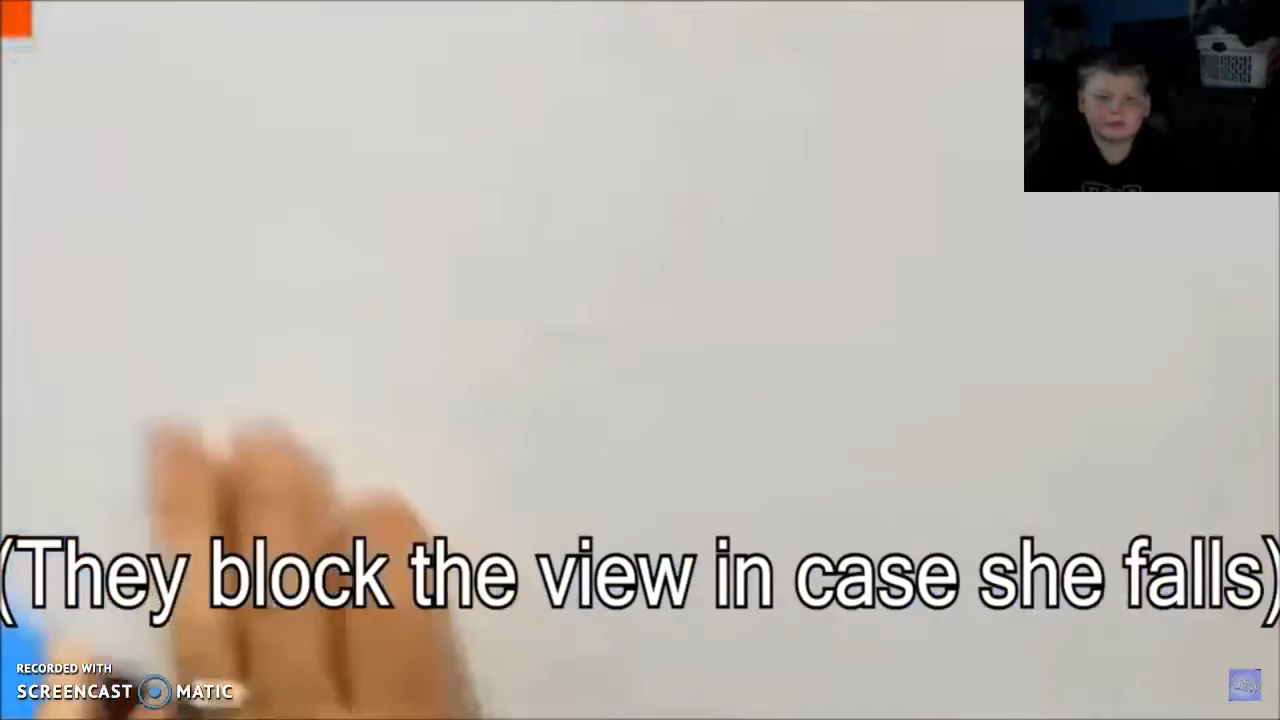 (They block the view in case she falls)
RECORDED WITH
SCREENCAST MATIC